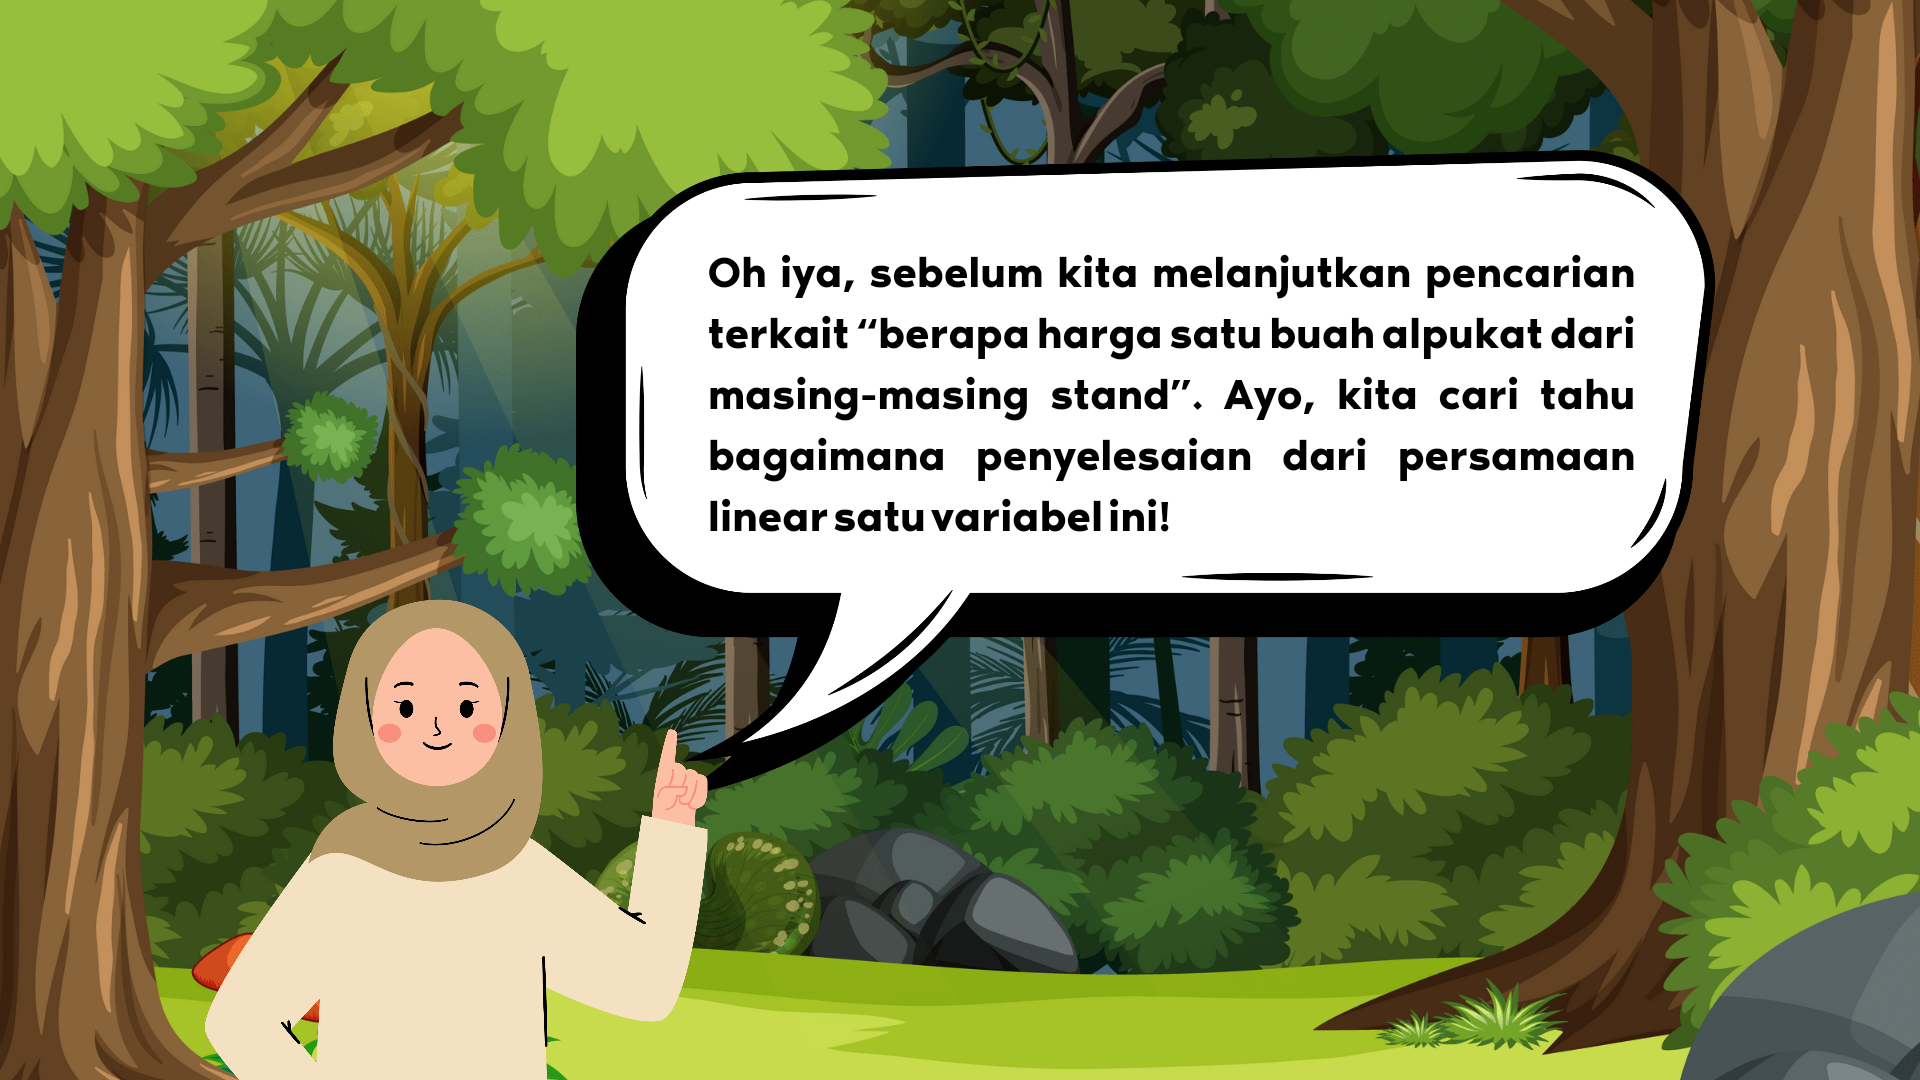 Oh iya, sebelum kita melanjutkan pencarian
terkait “berapa harga satu buah alpukat dari
masing-masing stand”. Ayo, kita cari tahu
bagaimana penyelesaian dari persamaan
linear satu variabel ini!